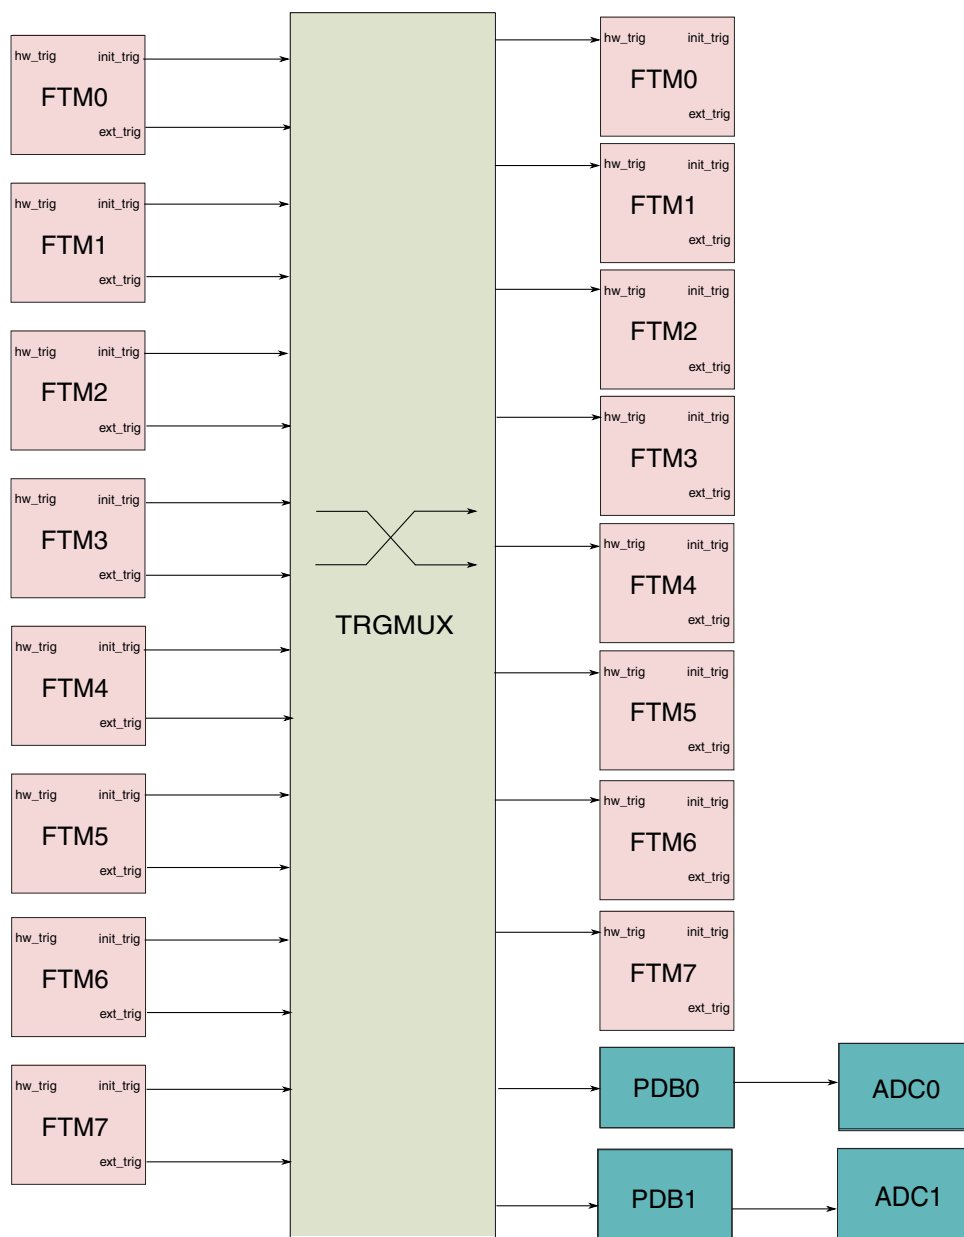 hw_trig init_trig
FTM0
ext_trig
hw_trig init_trig
FTM1
ext_trig
hw_trig init_trig
FTM2
ext_trig
hw_trig init_trig
FTM3
ext_trig
hw_trig init_trig
FTM4
ext_trig
hw_trig init_trig
FTM5
ext_trig
hw_trig init_trig
FTM6
ext_trig
hw_trig init_trig
FTM7
ext_trig
TRGMUX
hw_trig init_trig
FTM0
ext_trig
hw_trig init_trig
FTM1
ext_trig
hw_trig init_trig
FTM2
ext_trig
hw_trig init_trig
FTM3
ext_trig
hw_trig init_trig
FTM4
ext_trig
hw_trig init_trig
FTM5
ext_trig
hw_trig init_trig
FTM6
ext_trig
hw_trig init_trig
FTM7
ext_trig
PDB0 ADC0
PDB1 ADC1